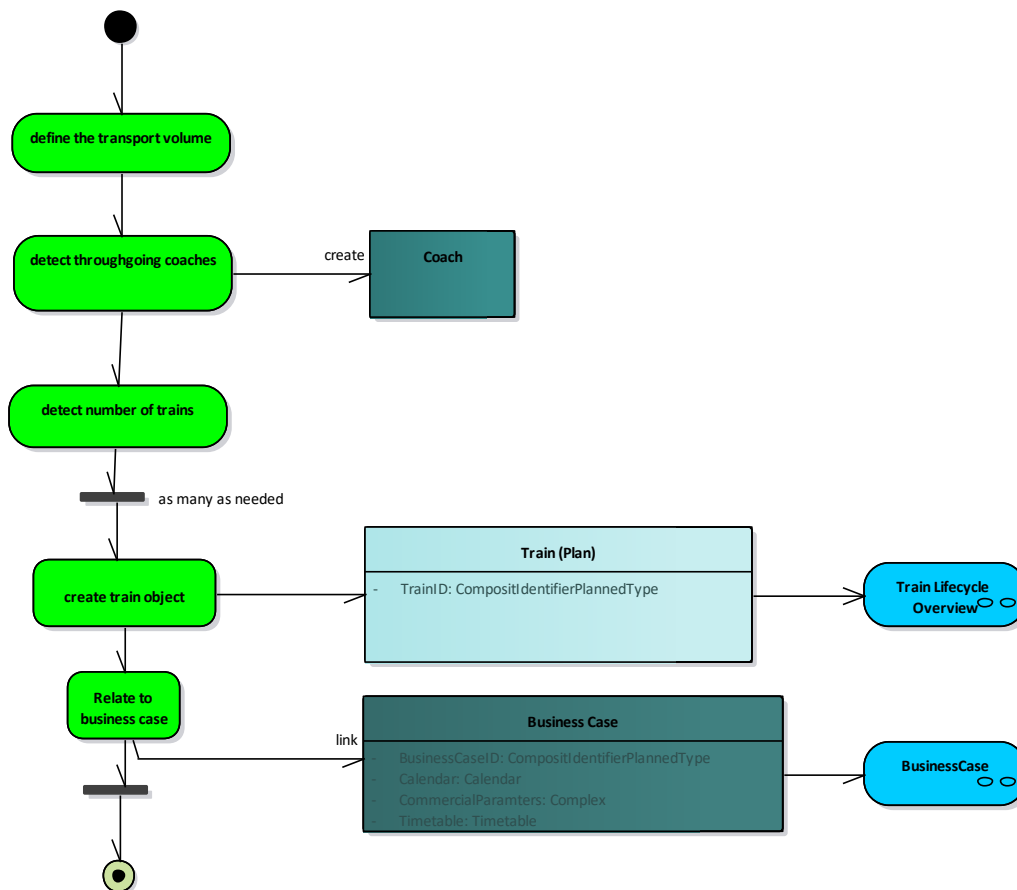 define the transport volume
detect throughgoing coaches
create
Coach
detect number of trains
as many as needed
create train object
Train (Plan)
- TrainID: CompositIdentifierPlannedType
Train Lifecycle
Overview
Relate to
business case
link
Business Case
- BusinessCaseID: CompositIdentifierPlannedType
- Calendar: Calendar
- CommercialParamters: Complex
- Timetable: Timetable
BusinessCase